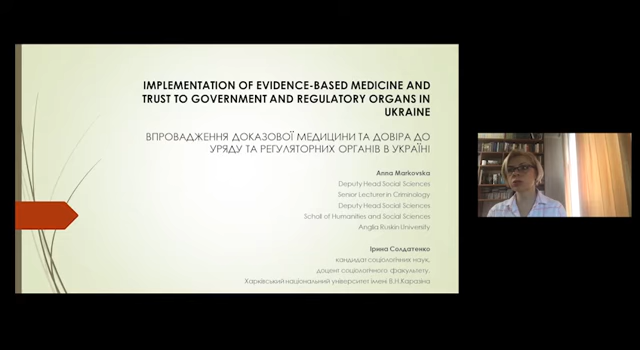 IMPLEMENTATION OF EVIDENCE-BASED MEDICINE AND
TRUST TO GOVERNMENT AND REGULATORY ORGANS IN
UKRAINE
ВПРОВАДЖЕННЯ ДОКАЗОВОЇ МЕДИЦИНИ ТА ДОВІРА ДО
УРЯДУ ТА РЕГУЛЯТОРНИХ ОРГАНІВ В УКРАЇНІ
Anna Markovska
Deputy Head Social Sciences
Senior Lecturer in Criminology
Deputy Head Social Sciences
School of Humanities and Social Sciences
Anglia Ruskin University
Ірина Солдатенко
кандидат соціологічних наук,
доцент соціологічного факультету,
Харківський національний університет імені В.Н.Каразіна